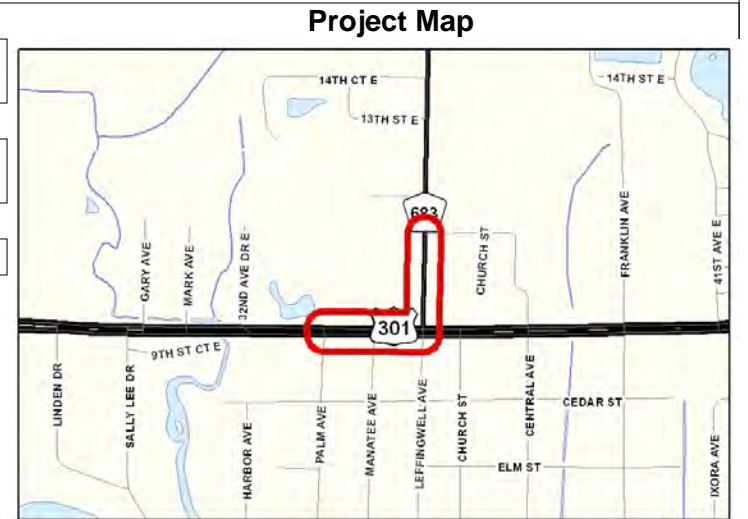 Project Map
14TH CT E
14TH ST E
13TH ST E
683
GARY AVE
MARK AVE
32ND AVE DR E
CHURCH ST
FRANKLIN AVE
41ST AVE E
301
9TH ST CT E
LINDEN DR
SALLY LEE DR
HARBOR AVE
PALM AVE
MANATEE AVE
LEFFINGWELL AVE
CHURCH ST
CENTRAL AVE
CEDAR ST
ELM ST
IXORA AVE